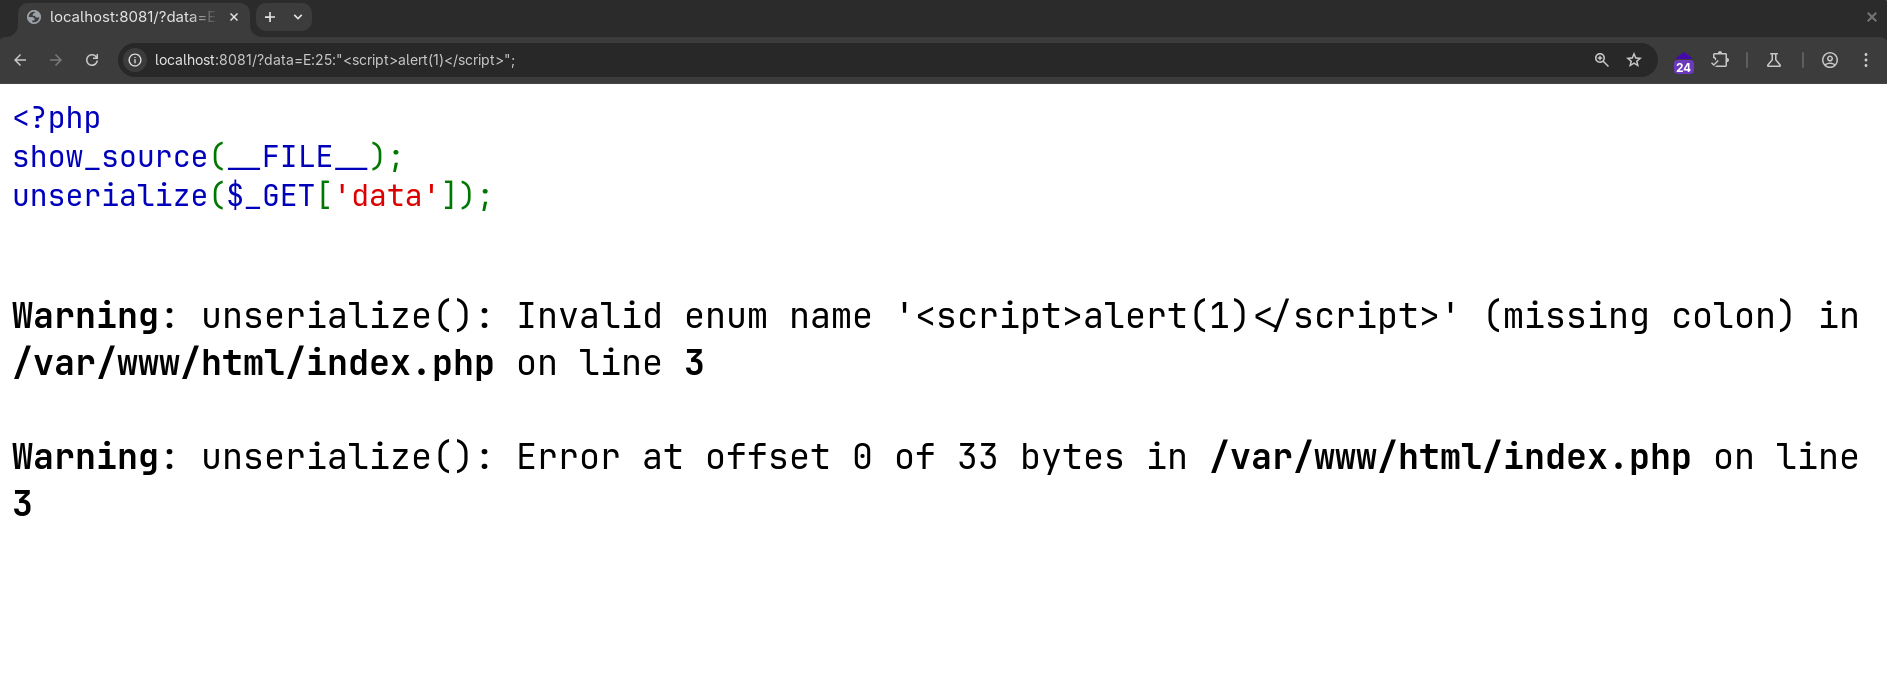 localhost:8081/?data=E
localhost:8081/?data=E:25:"<script>alert(1)</script>";
24
<?php
show_source(__FILE__);
unserialize($_GET['data']);
Warning: unserialize(): Invalid enum name '<script>alert(1)</script>' (missing colon) in
/var/www/html/index.php on line 3
Warning: unserialize(): Error at offset 0 of 33 bytes in /var/www/html/index.php on line
3